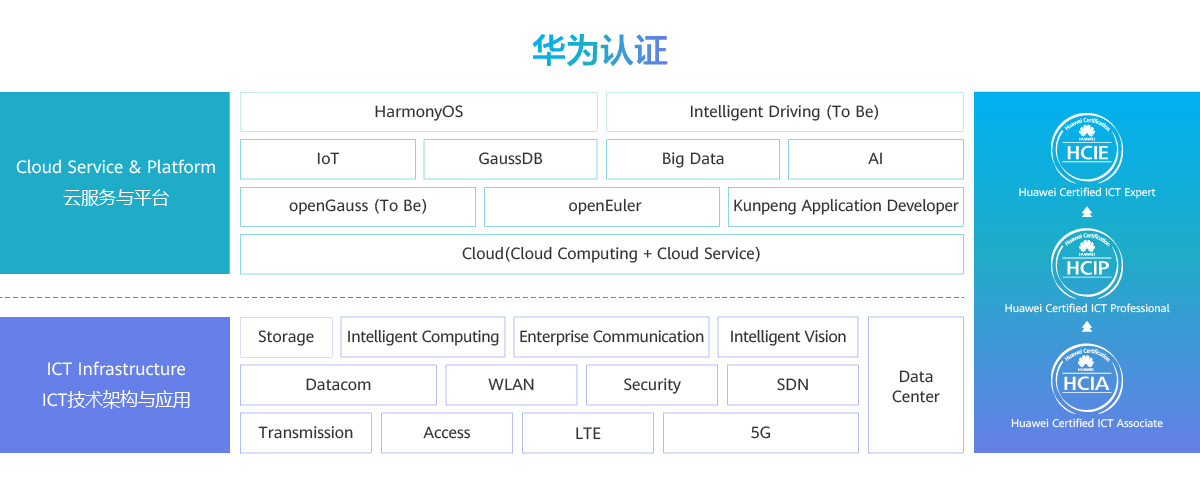 华为认证
Cloud Service & Platform
云服务与平台
HarmonyOS
Intelligent Driving (To Be)
IoT
GaussDB
Big Data
AI
openGauss (To Be)
openEuler
Kunpeng Application Developer
Cloud(Cloud Computing + Cloud Service)
ICT Infrastructure
ICT技术架构与应用
Storage
Intelligent Computing
Enterprise Communication
Intelligent Vision
Datacom
WLAN
Security
SDN
Transmission
Access
LTE
5G
Data
Center
Huawei Certification
HUAWEI
HCIE
Huawei Certified ICT Expert
Huawei Certification
HUAWEI
HCIP
Huawei Certified ICT Professional
Huawei Certification
HUAWEI
HCIA
Huawei Certified ICT Associate